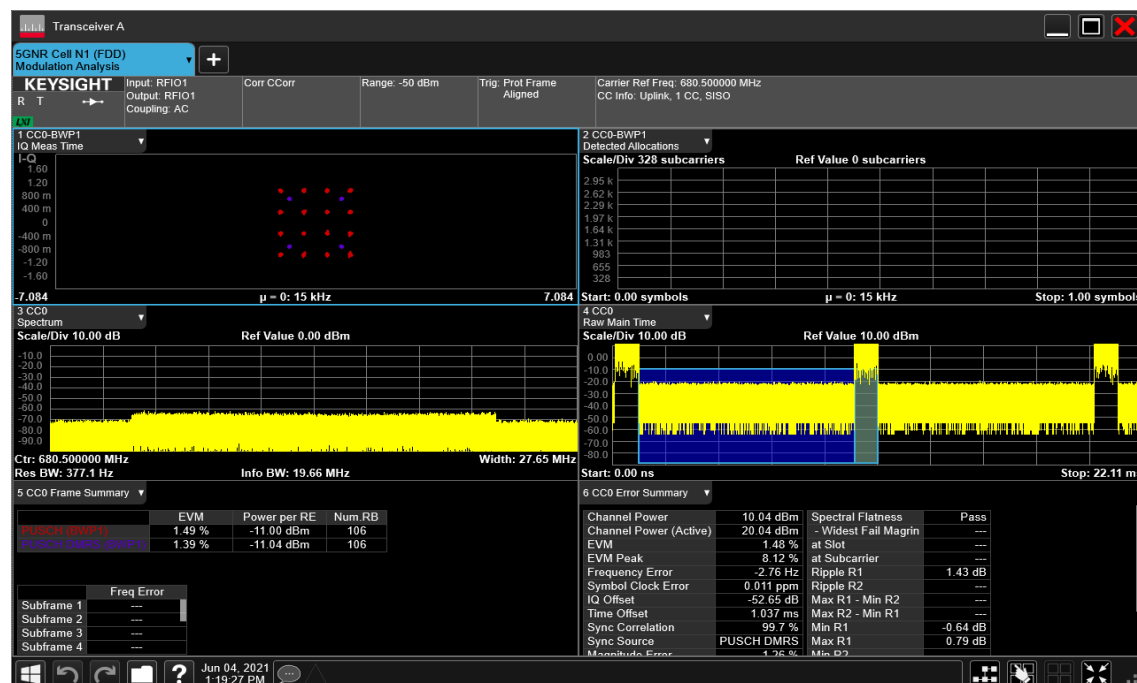 Transceiver A
5GNR Cell N1 (FDD)
Modulation Analysis
KEYSIGHT
R T
LXI
Input: RFIO1
Output: RFIO1
Coupling: AC
Corr CCorr
Range: -50 dBm
Trig: Prot Frame
Aligned
Carrier Ref Freq: 680.500000 MHz
CC Info: Uplink, 1 CC, SISO
1 CC0-BWP1
IQ Meas Time
I-Q
1.60
1.20
800 m
400 m
0
-400 m
-800 m
-1.20
-1.60
-7.084 μ = 0: 15 kHz 7.084
2 CC0-BWP1
Detected Allocations
Scale/Div 328 subcarriers Ref Value 0 subcarriers
2.95 k
2.62 k
2.29 k
1.97 k
1.64 k
1.31 k
983
655
328
Start: 0.00 symbols μ = 0: 15 kHz Stop: 1.00 symbols
3 CC0
Spectrum
Scale/Div 10.00 dB Ref Value 0.00 dBm
-10.0
-20.0
-30.0
-40.0
-50.0
-60.0
-70.0
-80.0
-90.0
Ctr: 680.500000 MHz Width: 27.65 MHz
Res BW: 377.1 Hz Info BW: 19.66 MHz
4 CC0
Raw Main Time
Scale/Div 10.00 dB Ref Value 10.00 dBm
0.00
-10.0
-20.0
-30.0
-40.0
-50.0
-60.0
-70.0
-80.0
Start: 0.00 ns Stop: 22.11 m
5 CC0 Frame Summary
EVM Power per RE Num.RB
PUSCH (BWP1) 1.49 % -11.00 dBm 106
PUSCH DMRS (BWP1) 1.39 % -11.04 dBm 106
Freq Error
Subframe 1 ---
Subframe 2 ---
Subframe 3 ---
Subframe 4 ---
6 CC0 Error Summary
Channel Power 10.04 dBm Spectral Flatness Pass
Channel Power (Active) 20.04 dBm - Widest Fail Magrin ---
EVM 1.48 % at Slot ---
EVM Peak 8.12 % at Subcarrier ---
Frequency Error -2.76 Hz Ripple R1 1.43 dB
Symbol Clock Error 0.011 ppm Ripple R2 ---
IQ Offset -52.65 dB Max R1 - Min R2 ---
Time Offset 1.037 ms Max R2 - Min R1 ---
Sync Correlation 99.7 % Min R1 -0.64 dB
Sync Source PUSCH DMRS Max R1 0.79 dB
Magnitude Error 1.26 % Min R2 ---
Jun 04, 2021
1:19:27 PM